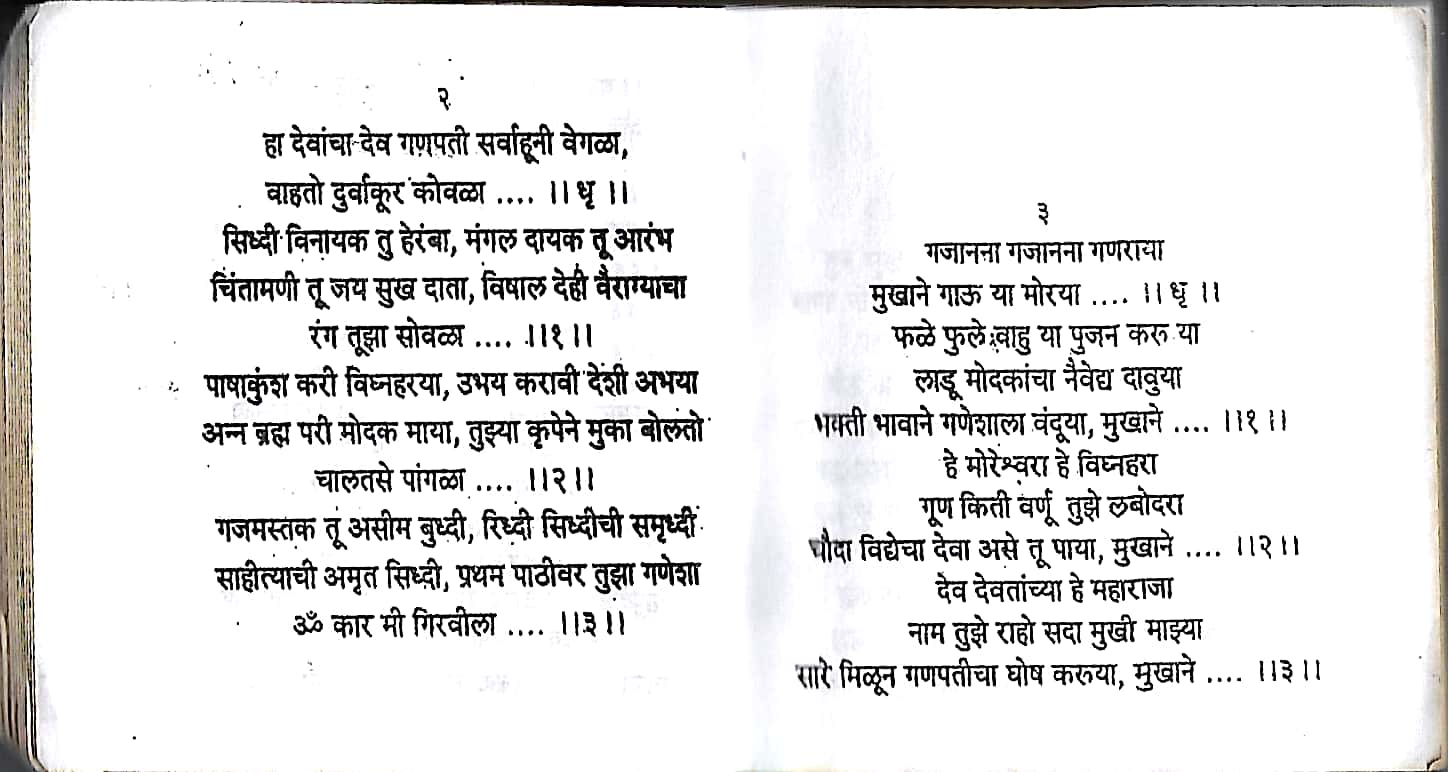 २
हा देवांचा देव गणपती सर्वाहूनी वेगळा,
वाहतो दुर्वाकूर कोवळा .... ।। धृ ।।
सिध्दी विनायक तु हेरंबा, मंगल दायक तू आरंभ
चिंतामणी तू जय सुख दाता, विषाल देही वैराग्याचा
रंग तूझा सोवळा .... ।।१।।
पाषाकुंश करी विघ्नहरया, उभय करावी देशी अभया
अन्न ब्रह्म परी मोदक माया, तुझ्या कृपेने मुका बोलतो
चालतसे पांगळा .... ।।२।।
गजमस्तक तू असीम बुध्दी, रिध्दी सिध्दीची समृध्दी
साहीत्याची अमृत सिध्दी, प्रथम पाठीवर तुझा गणेशा
ॐ कार मी गिरवीला .... ।।३।।
३
गजानना गजानना गणराया
मुखाने गाऊ या मोरया .... ।। धृ ।।
फळे फुले वाहु या पुजन करू या
लाडू मोदकांचा नैवेद्य दावुया
भक्ती भावाने गणेशाला वंदूया, मुखाने .... ।।१।।
हे मोरेश्वरा हे विघ्नहरा
गूण किती वर्णू तुझे लबोदरा
चौदा विद्येचा देवा असे तू पाया, मुखाने .... ।।२।।
देव देवतांच्या हे महाराजा
नाम तुझे राहो सदा मुखी माझ्या
सारे मिळून गणपतीचा घोष करूया, मुखाने .... ।।३।।